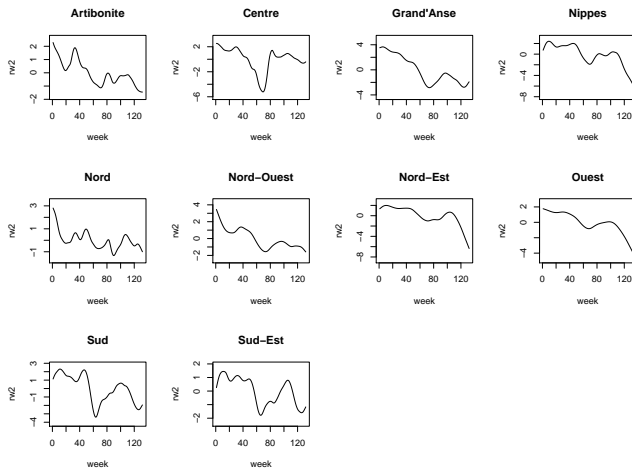 Artibonite
rw2
2
0
−2
0 40 80 120
week
Centre
rw2
2
−2
−6
0 40 80 120
week
Grand'Anse
rw2
4
0
−4
0 40 80 120
week
Nippes
rw2
0
−4
−8
0 40 80 120
week
Nord
rw2
3
1
−1
0 40 80 120
week
Nord−Ouest
rw2
4
2
0
−2
0 40 80 120
week
Nord−Est
rw2
0
−4
−8
0 40 80 120
week
Ouest
rw2
2
0
−4
0 40 80 120
week
Sud
rw2
3
1
−1
−4
0 40 80 120
week
Sud−Est
rw2
2
0
−2
0 40 80 120
week